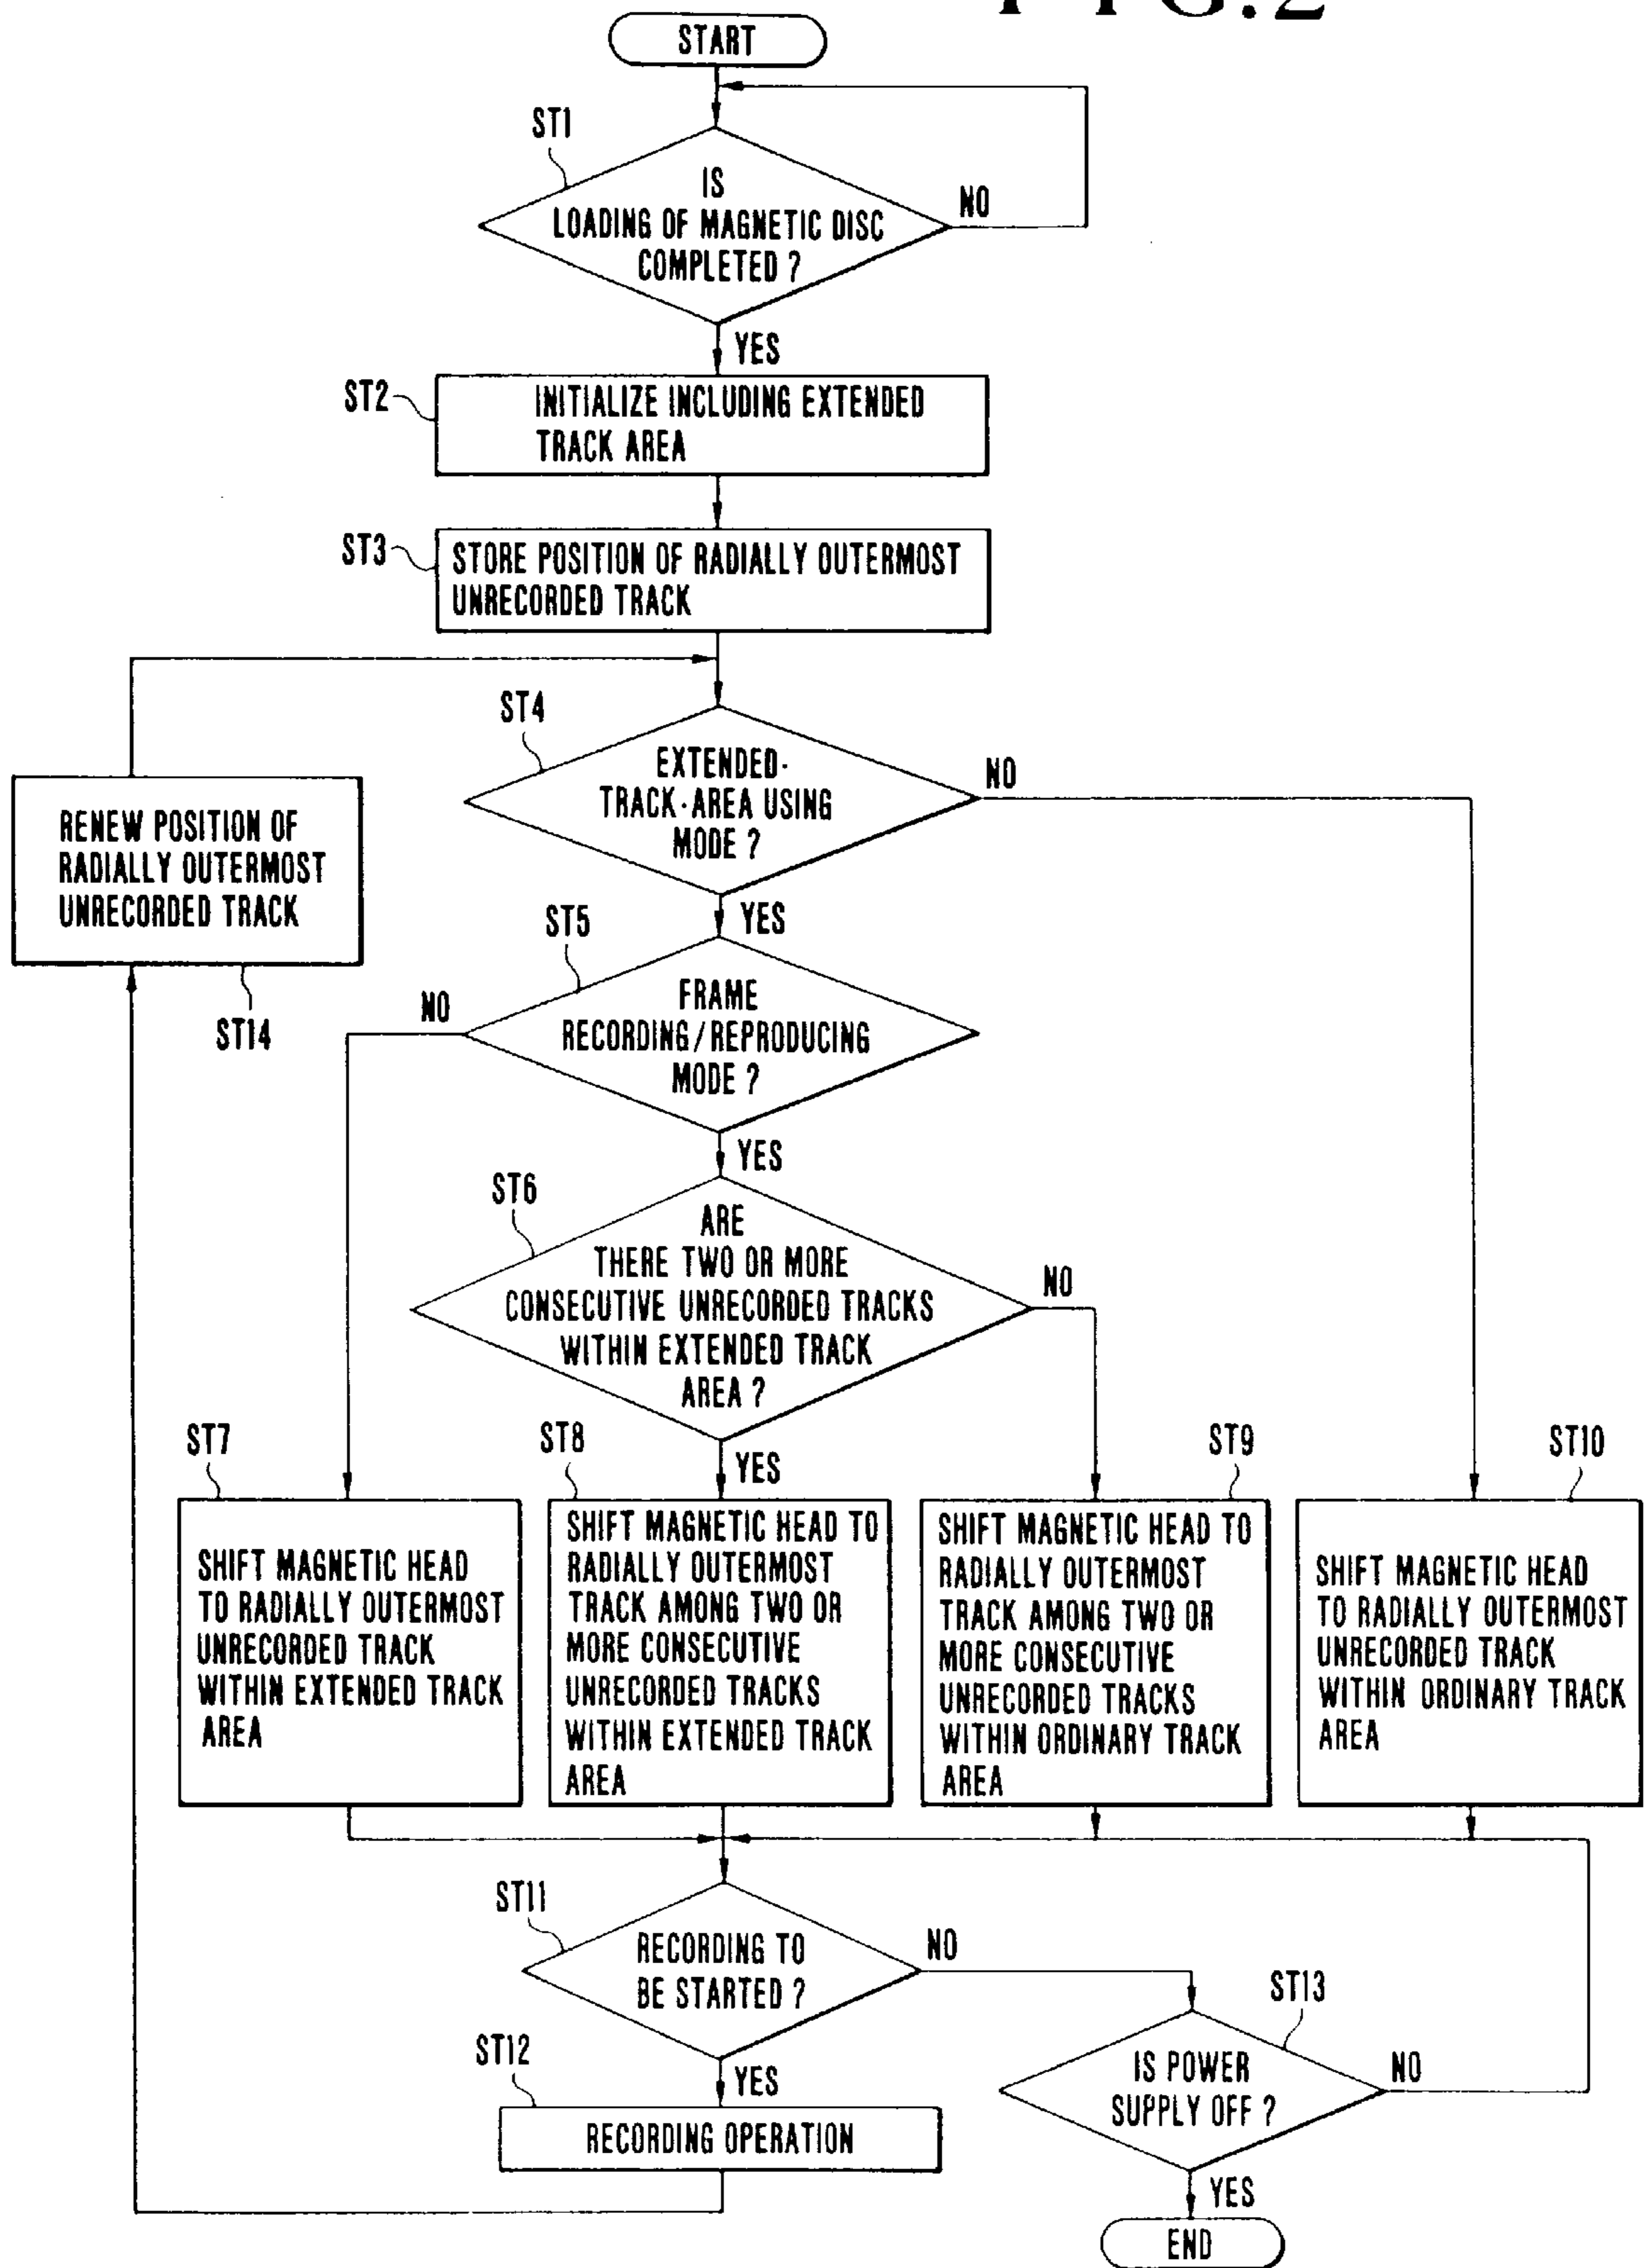 FIG.2
START
ST1
IS
LOADING OF MAGNETIC DISC
COMPLETED ?
NO
YES
ST2
INITIALIZE INCLUDING EXTENDED
TRACK AREA
ST3
STORE POSITION OF RADIALLY OUTERMOST
UNRECORDED TRACK
ST4
EXTENDED-
TRACK-AREA USING
MODE ?
NO
YES
RENEW POSITION OF
RADIALLY OUTERMOST
UNRECORDED TRACK
ST14
ST5
FRAME
RECORDING/REPRODUCING
MODE ?
NO
YES
ST6
ARE
THERE TWO OR MORE
CONSECUTIVE UNRECORDED TRACKS
WITHIN EXTENDED TRACK
AREA ?
NO
YES
ST7
SHIFT MAGNETIC HEAD
TO RADIALLY OUTERMOST
UNRECORDED TRACK
WITHIN EXTENDED TRACK
AREA
ST8
SHIFT MAGNETIC HEAD TO
RADIALLY OUTERMOST
TRACK AMONG TWO OR
MORE CONSECUTIVE
UNRECORDED TRACKS
WITHIN EXTENDED TRACK
AREA
ST9
SHIFT MAGNETIC HEAD TO
RADIALLY OUTERMOST
TRACK AMONG TWO OR
MORE CONSECUTIVE
UNRECORDED TRACKS
WITHIN ORDINARY TRACK
AREA
ST10
SHIFT MAGNETIC HEAD
TO RADIALLY OUTERMOST
UNRECORDED TRACK
WITHIN ORDINARY TRACK
AREA
ST11
RECORDING TO
BE STARTED ?
NO
YES
ST12
RECORDING OPERATION
ST13
IS POWER
SUPPLY OFF ?
NO
YES
END